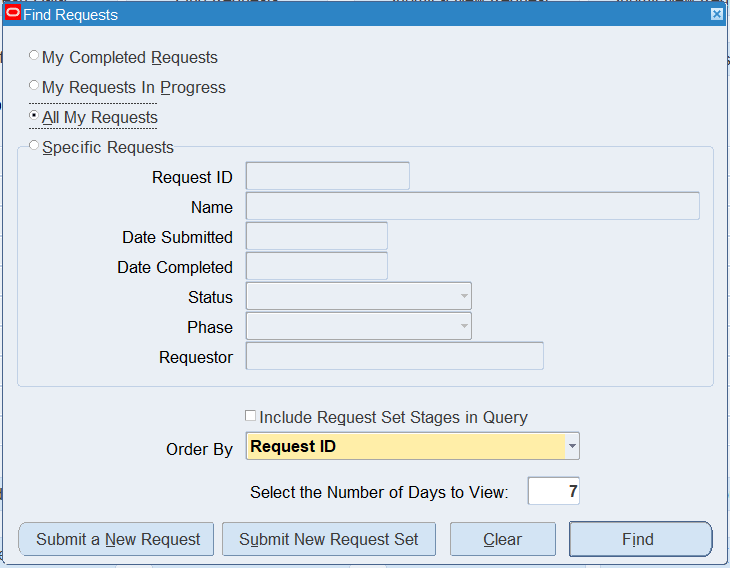 Find Requests
My Completed Requests
My Requests In Progress
All My Requests
Specific Requests
Request ID
Name
Date Submitted
Date Completed
Status
Phase
Requestor
Include Request Set Stages in Query
Order By Request ID
Select the Number of Days to View: 7
Submit a New Request Submit New Request Set Clear Find